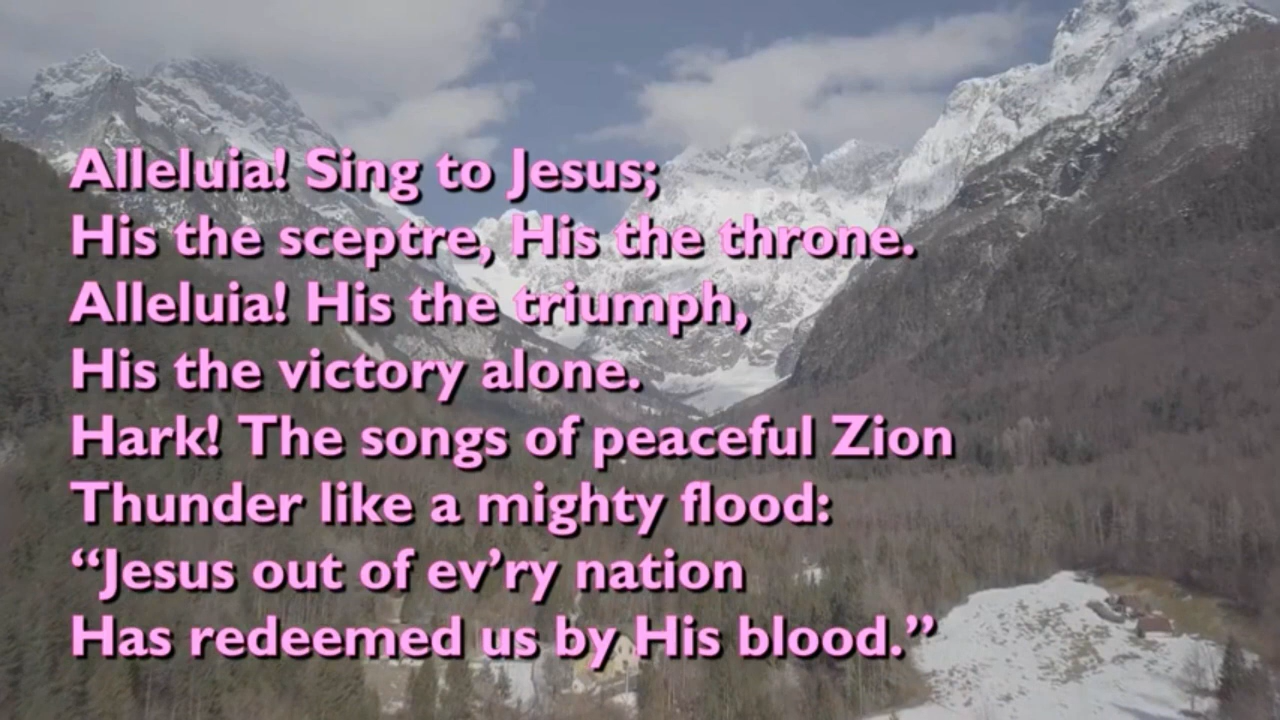 Alleluia! Sing to Jesus;
His the sceptre, His the throne.
Alleluia! His the triumph,
His the victory alone.
Hark! The songs of peaceful Zion
Thunder like a mighty flood:
“Jesus out of ev’ry nation
Has redeemed us by His blood.”